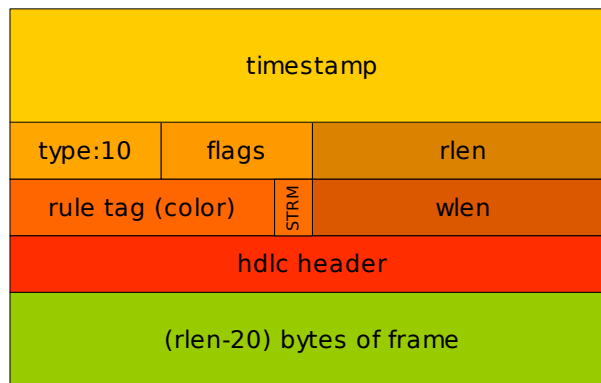 timestamp
type:10 flags rlen
rule tag (color) STRM wlen
hdlc header
(rlen-20) bytes of frame